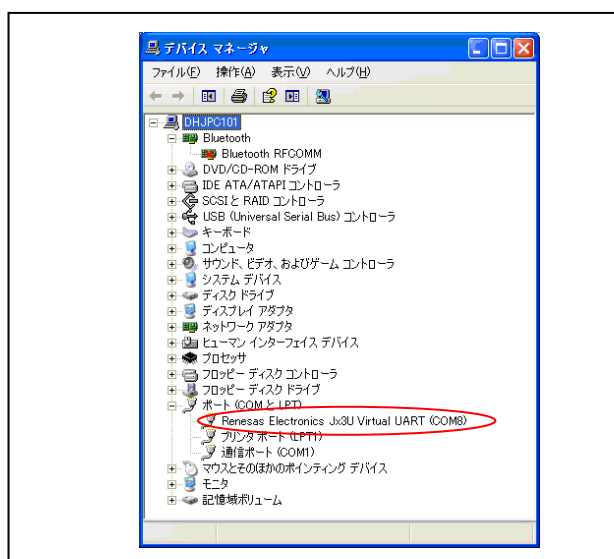 デバイス マネージャ
ファイル(F) 操作(A) 表示(V) ヘルプ(H)
DHJPC101
Bluetooth
Bluetooth RFCOMM
DVD/CD-ROM ドライブ
IDE ATA/ATAPI コントローラ
SCSI と RAID コントローラ
USB (Universal Serial Bus) コントローラ
キーボード
コンピュータ
サウンド、ビデオ、およびゲーム コントローラ
システム デバイス
ディスク ドライブ
ディスプレイ アダプタ
ネットワーク アダプタ
ヒューマン インターフェイス デバイス
プロセッサ
フロッピー ディスク コントローラ
フロッピー ディスク ドライブ
ポート (COM と LPT)
Renesas Electronics Jx3U Virtual UART (COM8)
プリンタ ポート (LPT1)
通信ポート (COM1)
マウスとそのほかのポインティング デバイス
モニタ
記憶域ボリューム